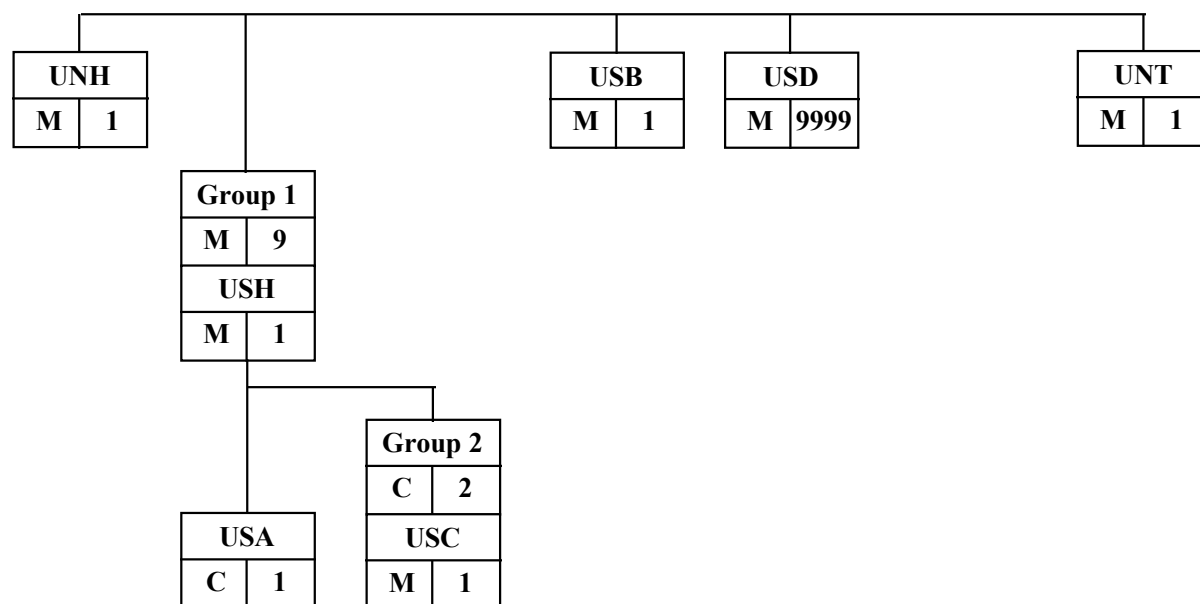 UNH USB USD UNT
M 1 M 1 M 9999 M 1
Group 1
M 9
USH
M 1
Group 2
C 2
USA USC
C 1 M 1